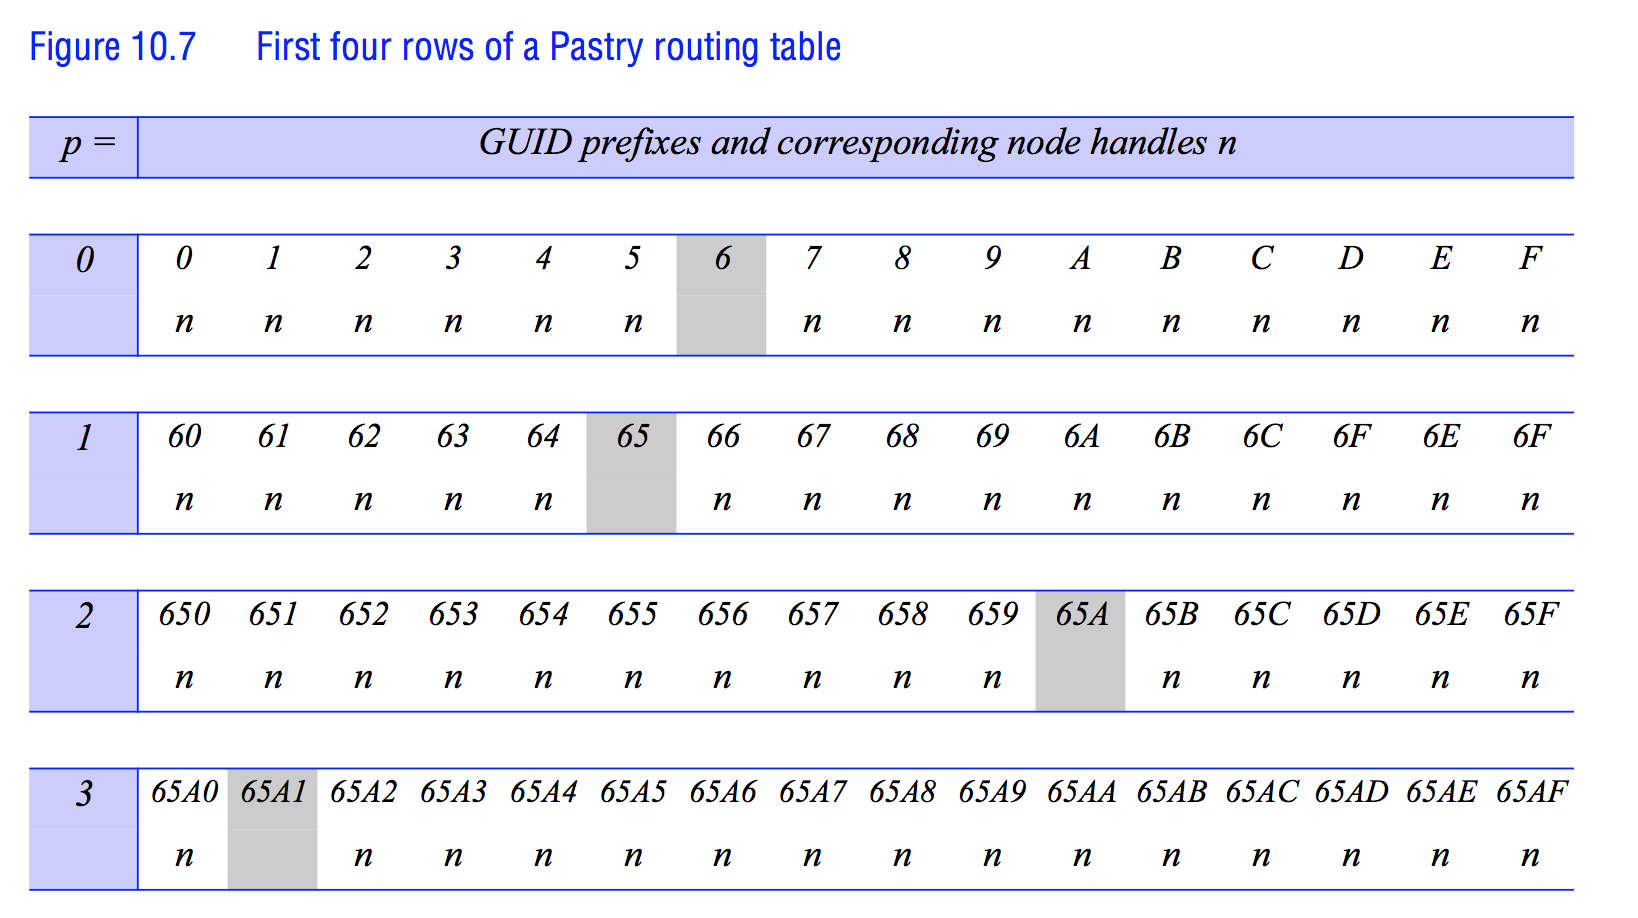 Figure 10.7 First four rows of a Pastry routing table
p = GUID prefixes and corresponding node handles n
0 0 1 2 3 4 5 6 7 8 9 A B C D E F
n n n n n n n n n n n n n n n
1 60 61 62 63 64 65 66 67 68 69 6A 6B 6C 6F 6E 6F
n n n n n n n n n n n n n n n
2 650 651 652 653 654 655 656 657 658 659 65A 65B 65C 65D 65E 65F
n n n n n n n n n n n n n n n
3 65A0 65A1 65A2 65A3 65A4 65A5 65A6 65A7 65A8 65A9 65AA 65AB 65AC 65AD 65AE 65AF
n n n n n n n n n n n n n n n